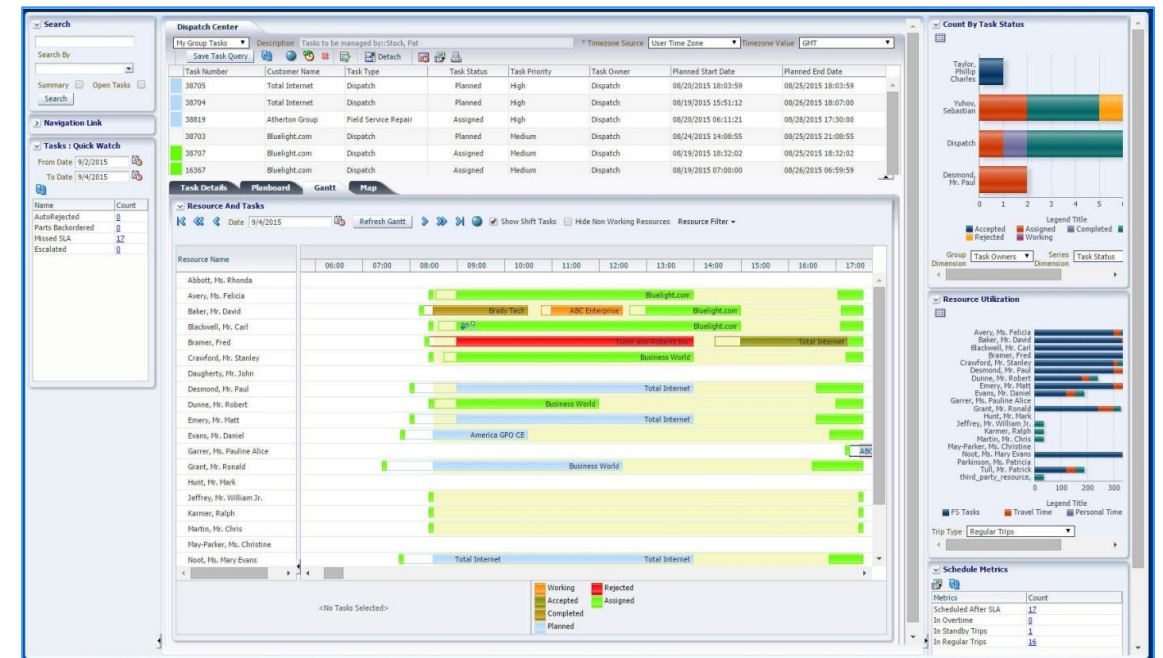 Search
Search By
Summary Open Tasks
Search
Navigation Link
Tasks : Quick Watch
From Date 9/2/2015
To Date 9/4/2015
Name Count
AutoRejected 0
Parts Backordered 0
Missed SLA 17
Escalated 0
Dispatch Center
My Group Tasks Description Tasks to be managed by::Stock, Pat * Timezone Source User Time Zone Timezone Value GMT
Save Task Query Detach
Task Number Customer Name Task Type Task Status Task Priority Task Owner Planned Start Date Planned End Date
38705 Total Internet Dispatch Planned High Dispatch 08/20/2015 18:03:59 08/25/2015 18:03:59
38704 Total Internet Dispatch Planned High Dispatch 08/19/2015 15:51:12 08/26/2015 18:07:00
38819 Atherton Group Field Service Repair Assigned High Dispatch 08/20/2015 06:11:21 08/28/2015 17:30:00
38703 Bluelight.com Dispatch Planned Medium Dispatch 08/24/2015 14:08:55 08/25/2015 21:08:55
38707 Bluelight.com Dispatch Assigned Medium Dispatch 08/19/2015 18:32:02 08/25/2015 18:32:02
16367 Bluelight.com Dispatch Assigned Medium Dispatch 08/19/2015 07:00:00 08/26/2015 06:59:59
Task Details Planboard Gantt Map
Resource And Tasks
Date 9/4/2015 Refresh Gantt Show Shift Tasks Hide Non Working Resources Resource Filter
Resource Name 06:00 07:00 08:00 09:00 10:00 11:00 12:00 13:00 14:00 15:00 16:00 17:00
Abbott, Ms. Rhonda
Avery, Ms. Felicia Bluelight.com
Baker, Mr. David Brady Tech ABC Enterprise Bluelight.com
Blackwell, Mr. Carl Bluelight.com
Bramer, Fred Tuner and Roberts Inc Total Internet
Crawford, Mr. Stanley Business World
Daugherty, Mr. John
Desmond, Mr. Paul Total Internet
Dunne, Mr. Robert Business World
Emery, Mr. Matt Total Internet
Evans, Mr. Daniel America GPO CE
Garrer, Ms. Pauline Alice ABC
Grant, Mr. Ronald Business World
Hunt, Mr. Mark
Jeffrey, Mr. William Jr.
Karmer, Ralph
Martin, Mr. Chris
May-Parker, Ms. Christine
Noot, Ms. Mary Evans Total Internet Total Internet
<No Tasks Selected>
Working Rejected
Accepted Assigned
Completed
Planned
Count By Task Status
Taylor,
Phillip
Charles
Yuhov,
Sebastian
Dispatch
Desmond,
Mr. Paul
0 1 2 3 4 5
Legend Title
Accepted Assigned Completed
Rejected Working
Group Dimension Task Owners Series Dimension Task Status
Resource Utilization
Avery, Ms. Felicia
Baker, Mr. David
Blackwell, Mr. Carl
Bramer, Fred
Crawford, Mr. Stanley
Desmond, Mr. Paul
Dunne, Mr. Robert
Emery, Mr. Matt
Evans, Mr. Daniel
Garrer, Ms. Pauline Alice
Grant, Mr. Ronald
Hunt, Mr. Mark
Jeffrey, Mr. William Jr.
Karmer, Ralph
Martin, Mr. Chris
May-Parker, Ms. Christine
Noot, Ms. Mary Evans
Parkinson, Ms. Patricia
Tull, Mr. Patrick
third_party_resource,
0 100 200 300
Legend Title
FS Tasks Travel Time Personal Time
Trip Type Regular Trips
Schedule Metrics
Metrics Count
Scheduled After SLA 17
In Overtime 0
In Standby Trips 1
In Regular Trips 16